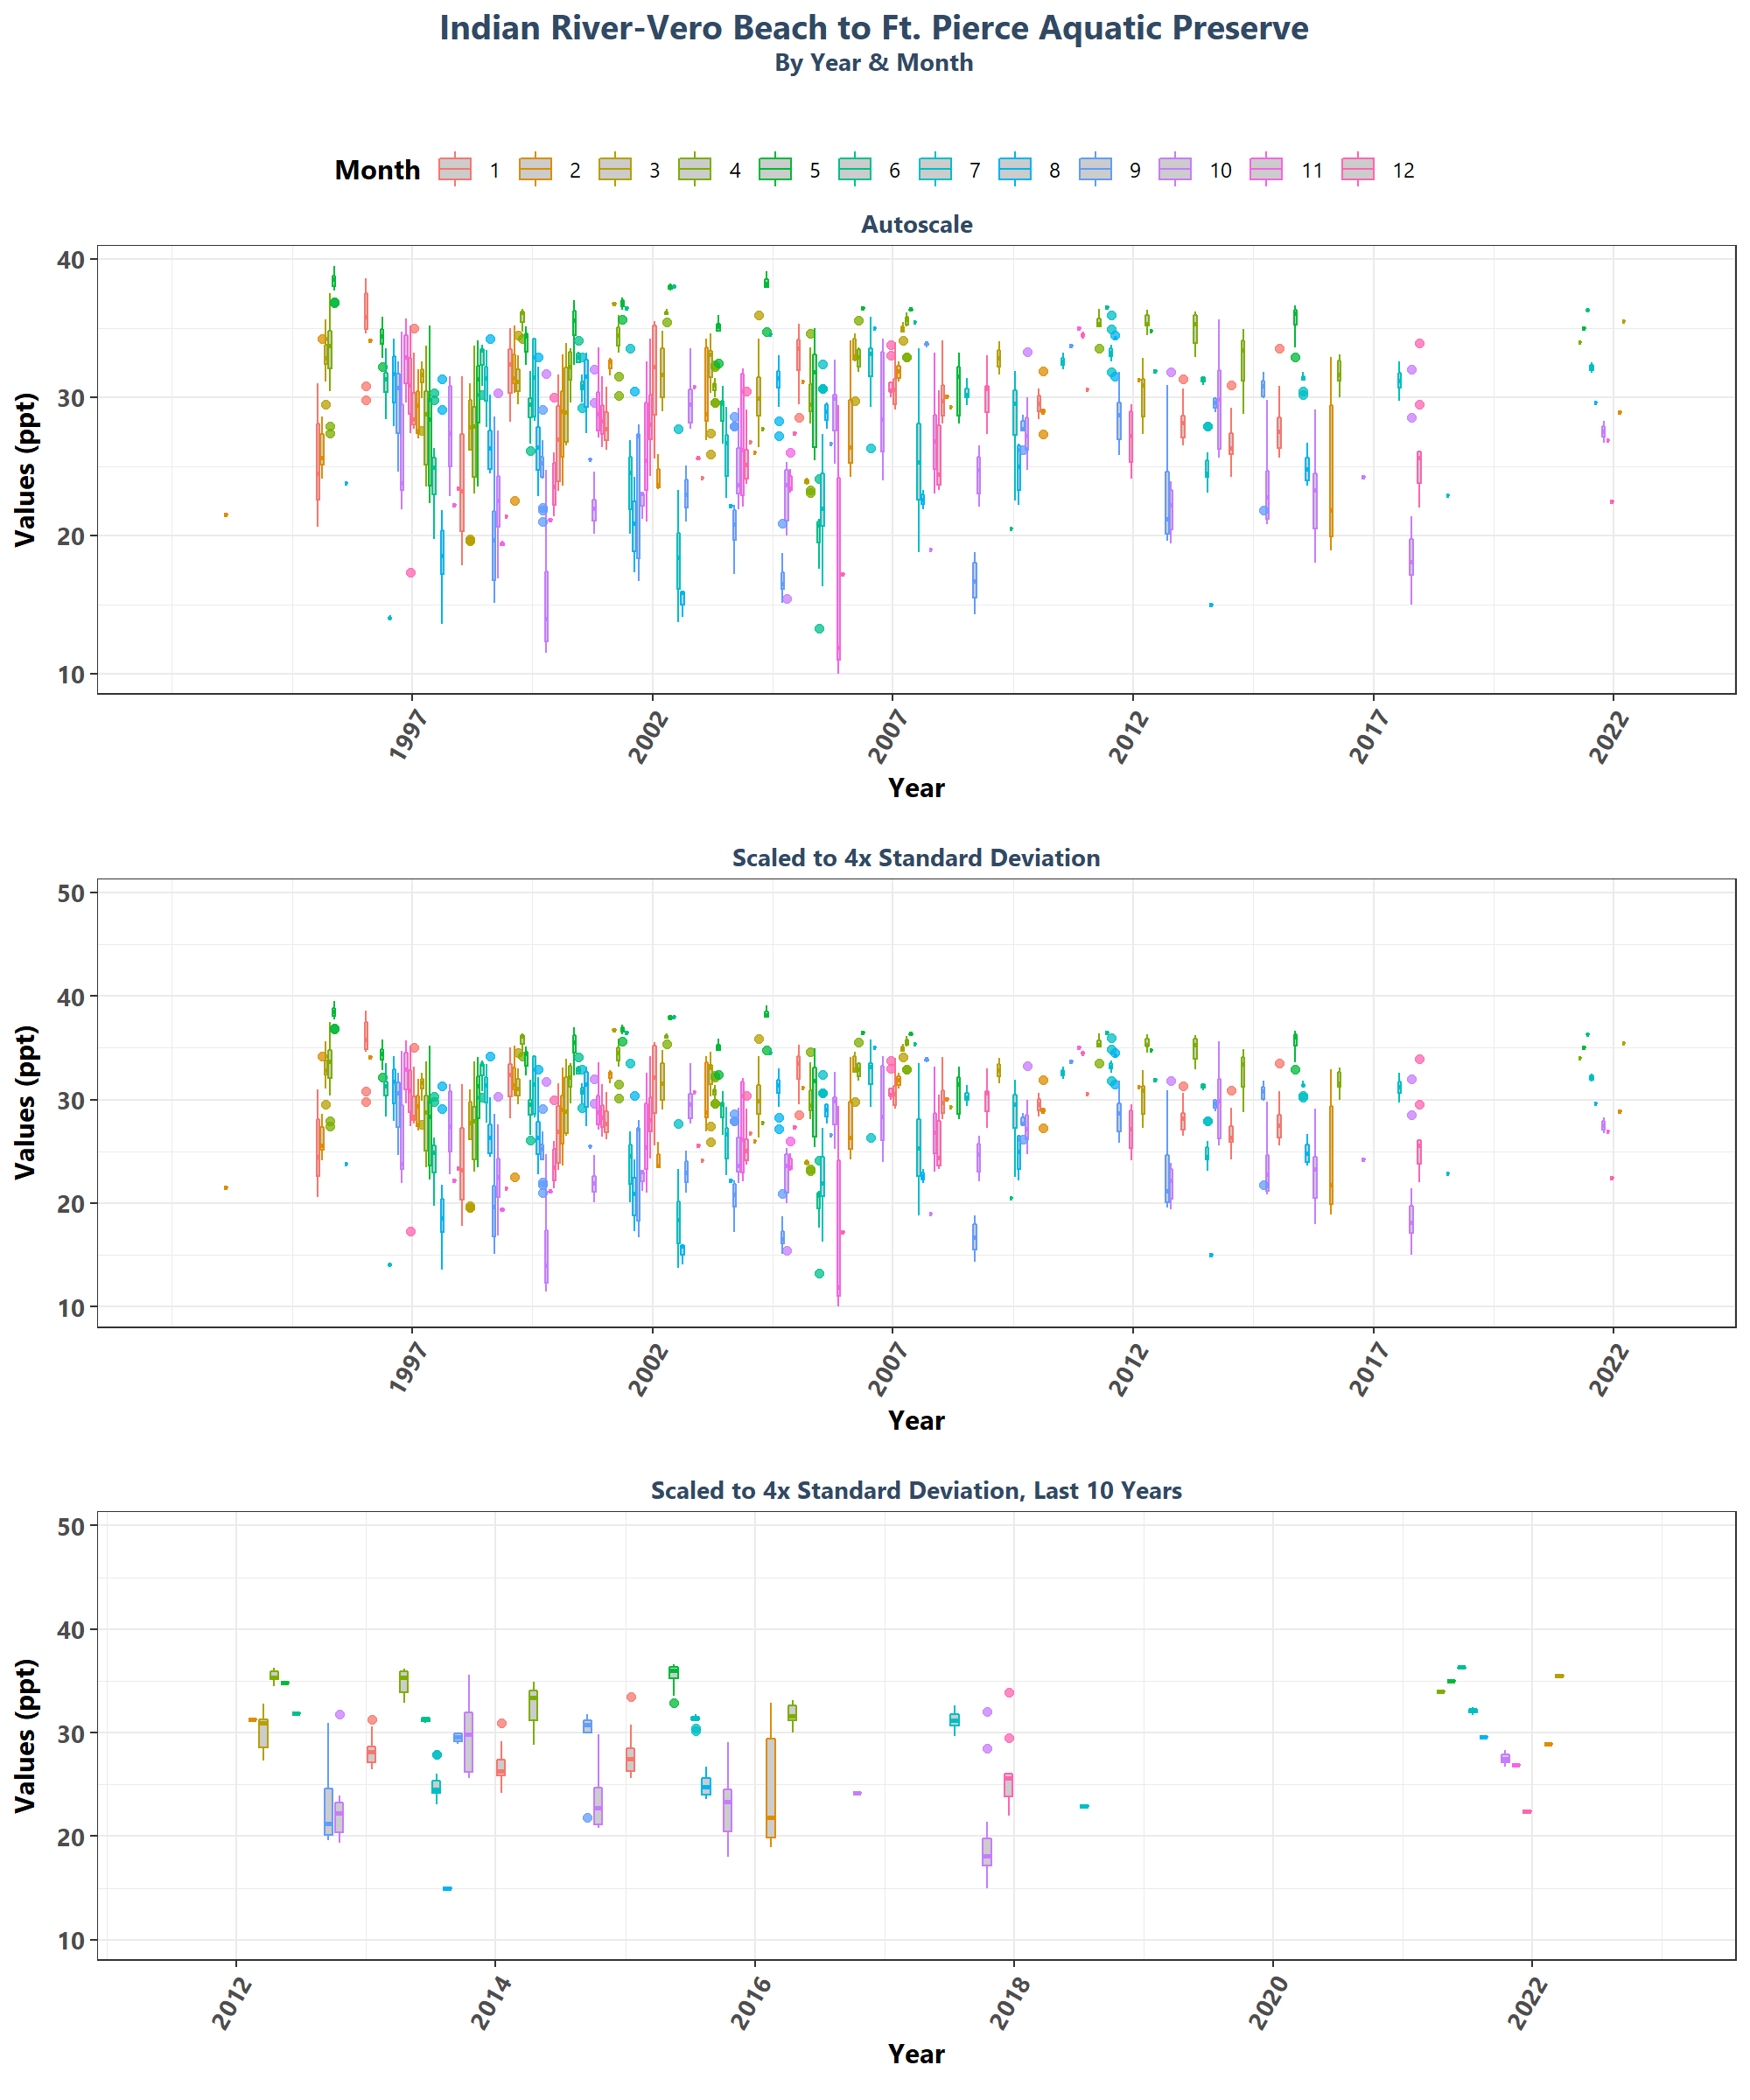 Indian River-Vero Beach to Ft. Pierce Aquatic Preserve
By Year & Month
Month 1 2 3 4 5 6 7 8 9 10 11 12
Autoscale
Values (ppt)
40
30
20
10
1997 2002 2007 2012 2017 2022
Year
Scaled to 4x Standard Deviation
Values (ppt)
50
40
30
20
10
1997 2002 2007 2012 2017 2022
Year
Scaled to 4x Standard Deviation, Last 10 Years
Values (ppt)
50
40
30
20
10
2012 2014 2016 2018 2020 2022
Year